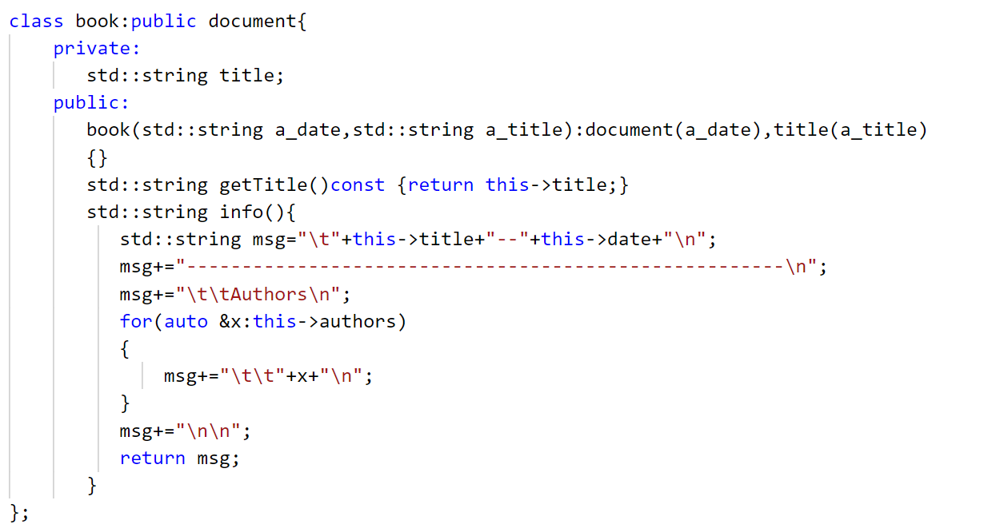 class book:public document{
    private:
       std::string title;
    public:
       book(std::string a_date,std::string a_title):document(a_date),title(a_title)
       {}
       std::string getTitle()const {return this->title;}
       std::string info(){
          std::string msg="\t"+this->title+"--"+this->date+"\n";
          msg+="------------------------------------------------------\n";
          msg+="\t\tAuthors\n";
          for(auto &x:this->authors)
          {
              msg+="\t\t"+x+"\n";
          }
          msg+="\n\n";
          return msg;
       }
};